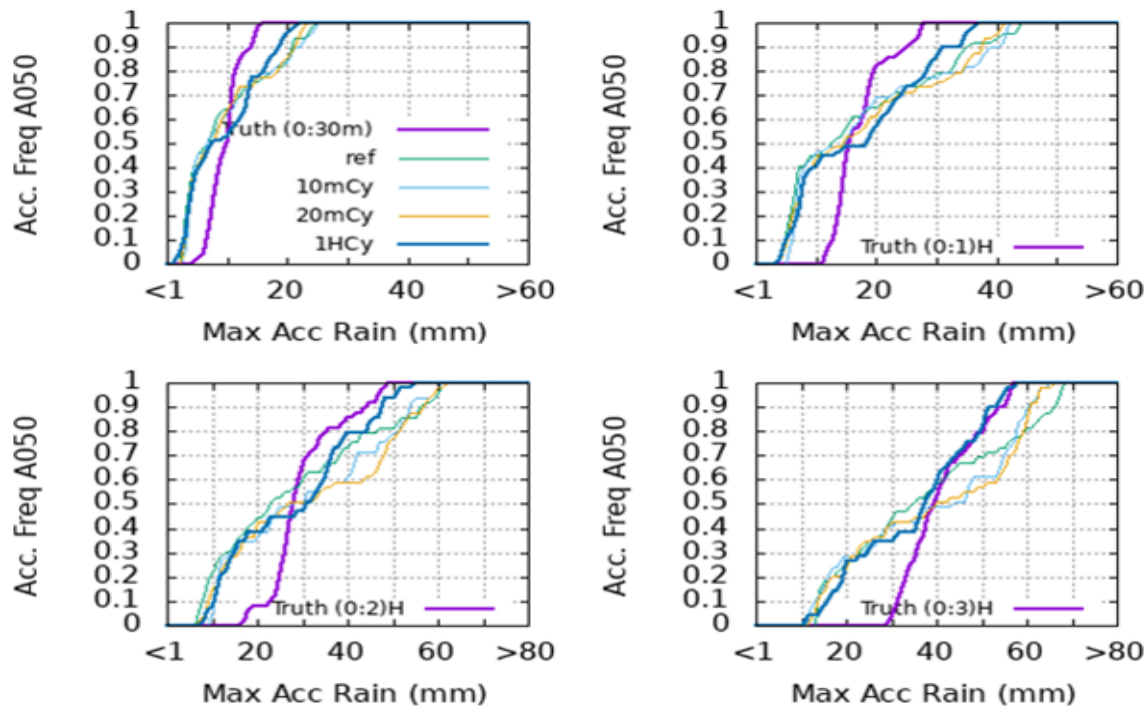 Acc. Freq A050
1
0.9
0.8
0.7
0.6
0.5
0.4
0.3
0.2
0.1
0
Truth (0:30m)
ref
10mCy
20mCy
1HCy
<1 20 40 >60
Max Acc Rain (mm)
Acc. Freq A050
1
0.9
0.8
0.7
0.6
0.5
0.4
0.3
0.2
0.1
0
Truth (0:1)H
<1 20 40 >60
Max Acc Rain (mm)
Acc. Freq A050
1
0.9
0.8
0.7
0.6
0.5
0.4
0.3
0.2
0.1
0
Truth (0:2)H
<1 20 40 60 >80
Max Acc Rain (mm)
Acc. Freq A050
1
0.9
0.8
0.7
0.6
0.5
0.4
0.3
0.2
0.1
0
Truth (0:3)H
<1 20 40 60 >80
Max Acc Rain (mm)